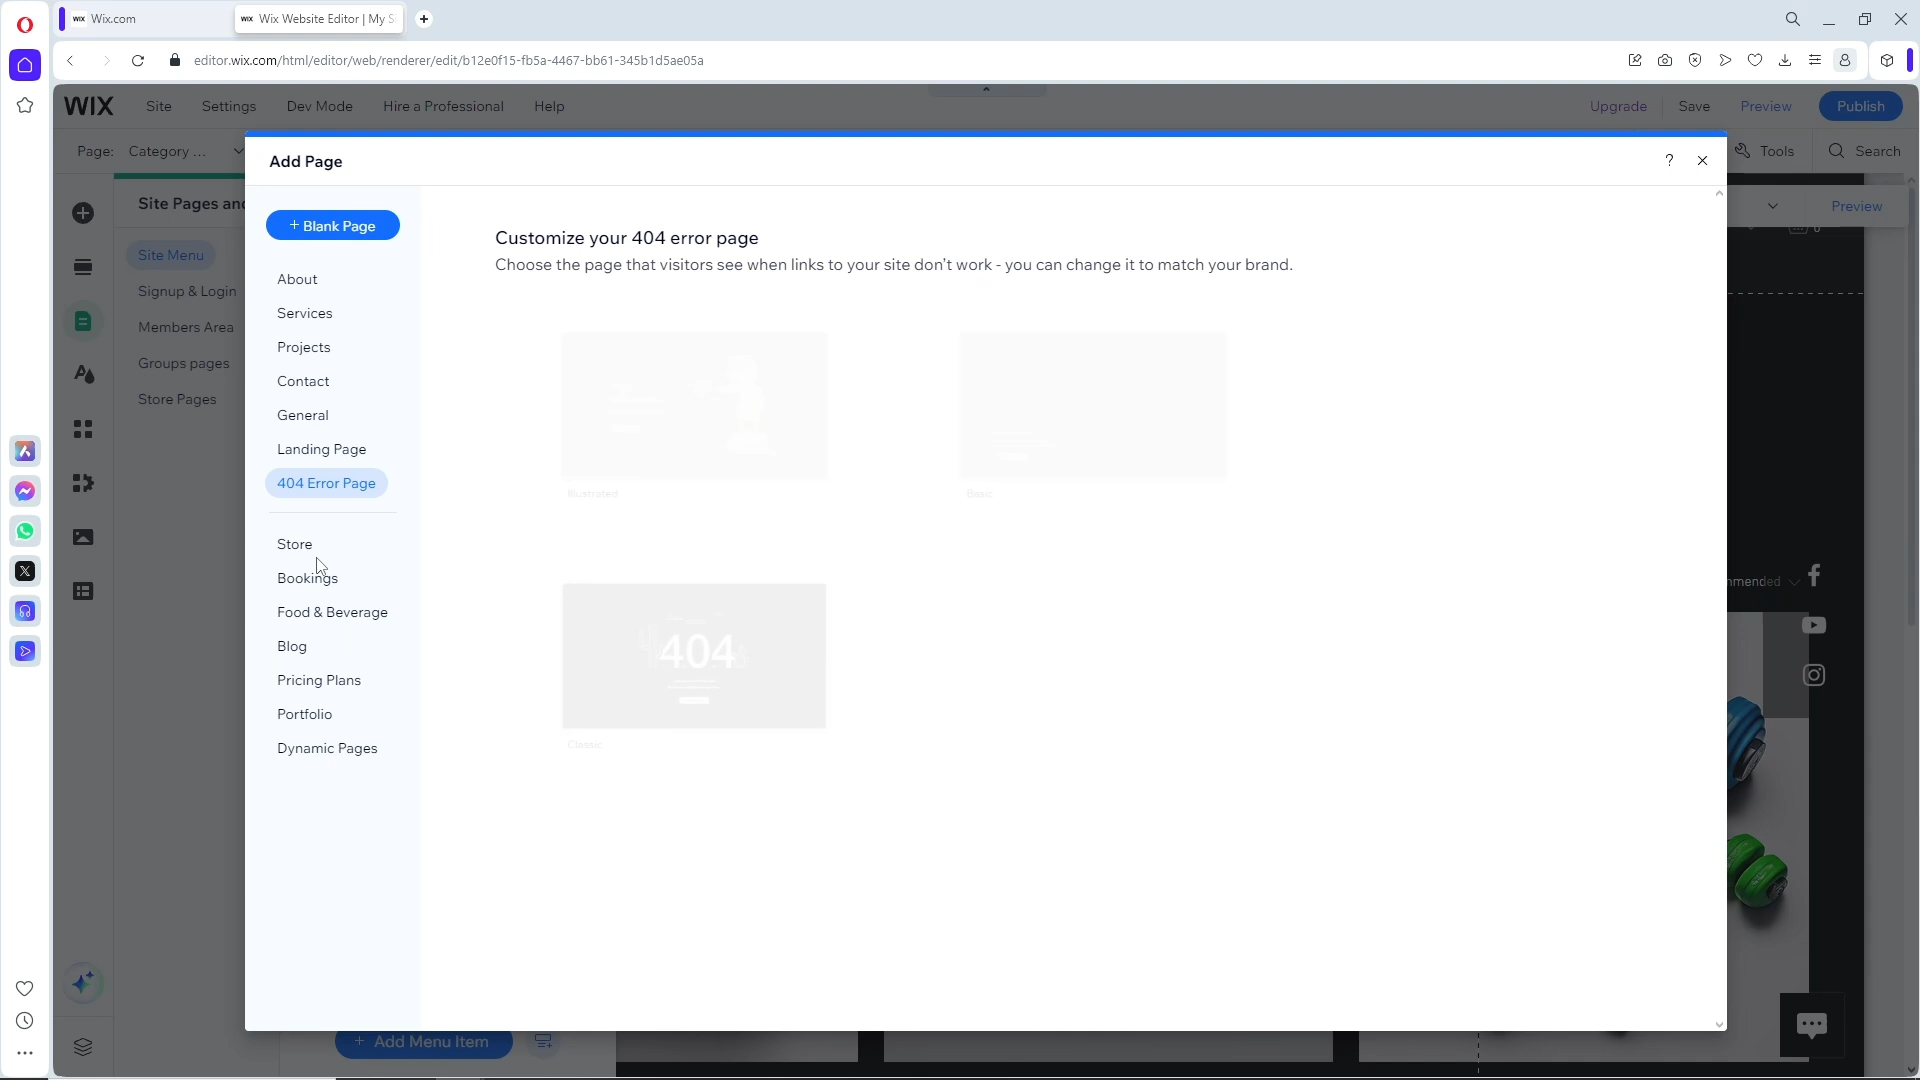 Wix.com
Wix Website Editor | My S
editor.wix.com/html/editor/web/renderer/edit/b12e0f15-fb5a-4467-bb61-345b1d5ae05a
WIX
Site
Settings
Dev Mode
Hire a Professional
Help
Upgrade
Save
Preview
Publish
Page:
Category ...
Tools
Search
Add Page
?
Site Pages and
Preview
+ Blank Page
Customize your 404 error page
Choose the page that visitors see when links to your site don't work - you can change it to match your brand.
Site Menu
Signup & Login
Members Area
Groups pages
Store Pages
About
Services
Projects
Contact
General
Landing Page
404 Error Page
Store
Bookings
Food & Beverage
Blog
Pricing Plans
Portfolio
Dynamic Pages
Illustrated
Basic
404
Classic
mmended
+ Add Menu Item